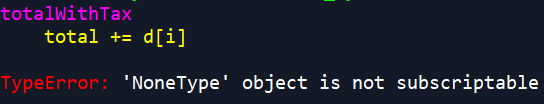 totalWithTax
    total += d[i]
TypeError: 'NoneType' object is not subscriptable